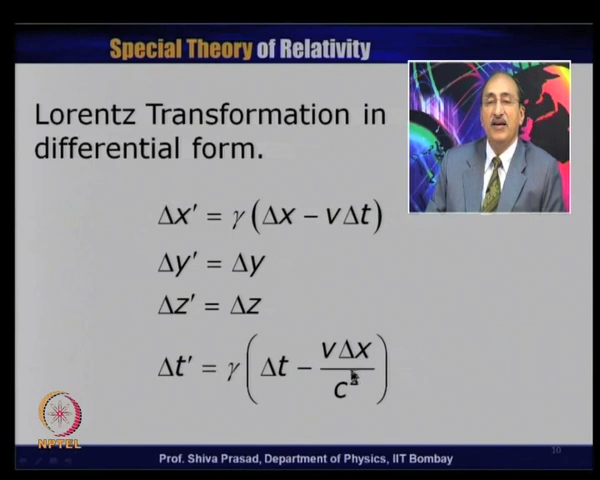 Special Theory of Relativity
Lorentz Transformation in
differential form.
Δx′ = γ(Δx − vΔt)
Δy′ = Δy
Δz′ = Δz
Δt′ = γ(Δt − vΔx/c²)
NPTEL
Prof. Shiva Prasad, Department of Physics, IIT Bombay
10